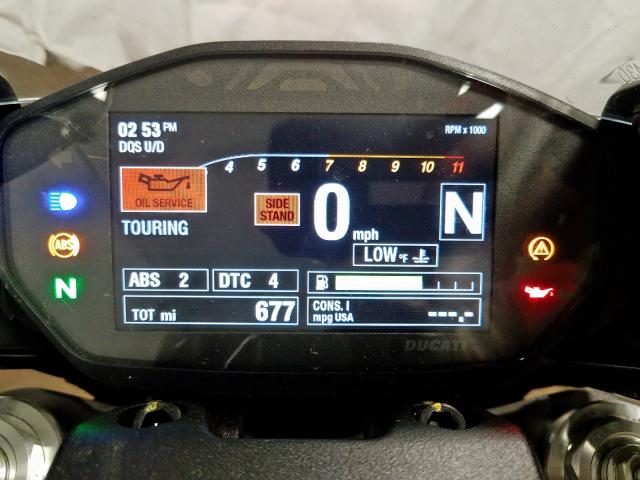 02 53 PM
DQS U/D
RPM x 1000
4 5 6 7 8 9 10 11
OIL SERVICE
SIDE
STAND
0 mph
N
TOURING
LOW °F
ABS
ABS 2
DTC 4
N
TOT mi 677
CONS. I
mpg USA
---.-
DUCATI